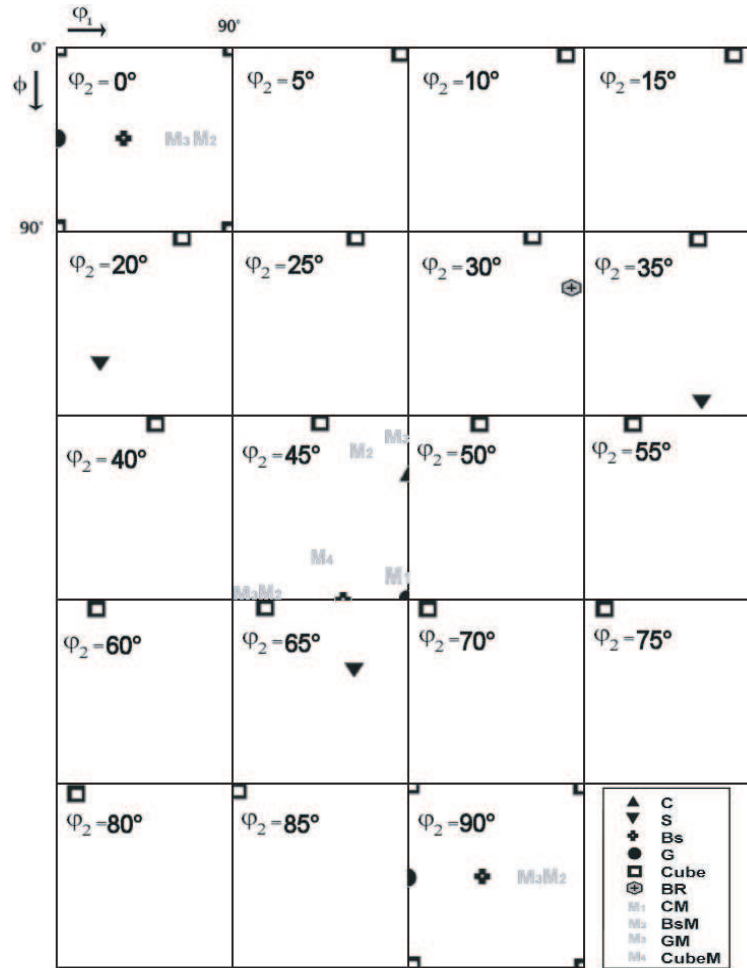 φ1 90°
0°
ϕ
φ2 = 0° φ2 = 5° φ2 = 10° φ2 = 15°
M3 M2
90°
φ2 = 20° φ2 = 25° φ2 = 30° φ2 = 35°
φ2 = 40° φ2 = 45° φ2 = 50° φ2 = 55°
M3
M2
M4
M1
M3M2
φ2 = 60° φ2 = 65° φ2 = 70° φ2 = 75°
φ2 = 80° φ2 = 85° φ2 = 90°
M3M2
C
S
Bs
G
Cube
BR
M1 CM
M2 BsM
M3 GM
M4 CubeM